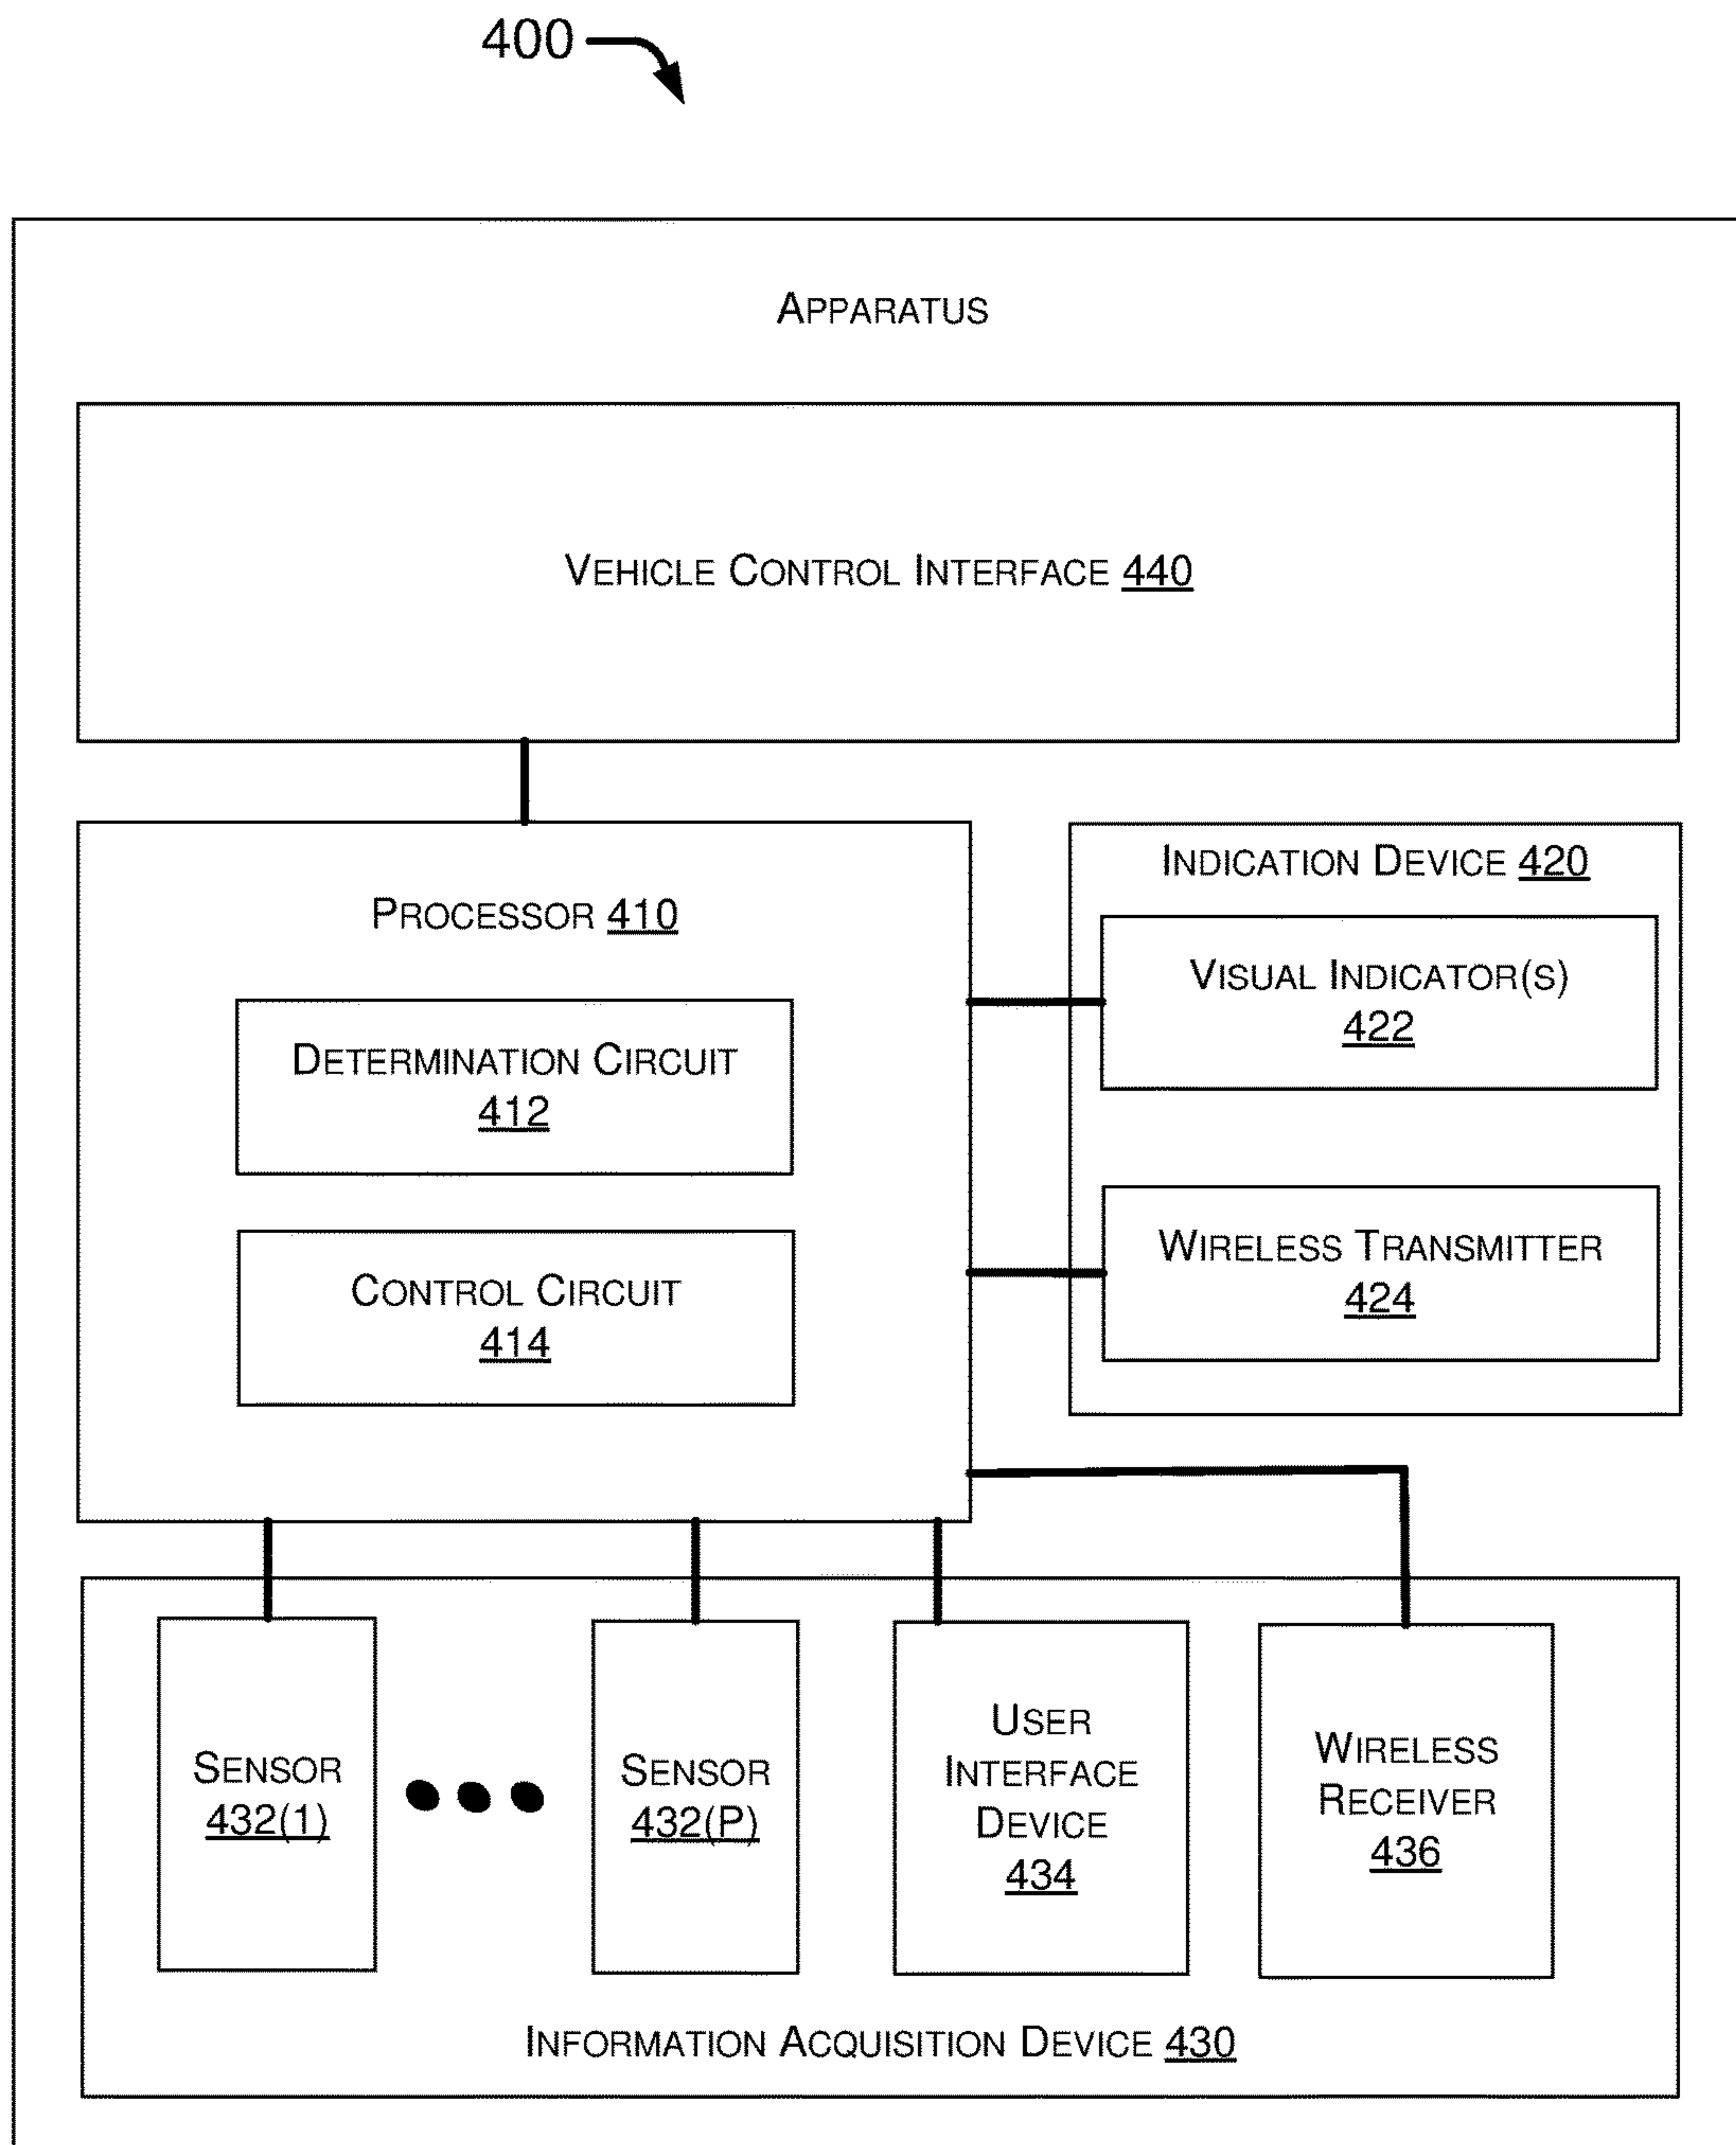 400
APPARATUS
VEHICLE CONTROL INTERFACE 440
PROCESSOR 410
DETERMINATION CIRCUIT
412
CONTROL CIRCUIT
414
INDICATION DEVICE 420
VISUAL INDICATOR(S)
422
WIRELESS TRANSMITTER
424
SENSOR
432(1)
SENSOR
432(P)
USER
INTERFACE
DEVICE
434
WIRELESS
RECEIVER
436
INFORMATION ACQUISITION DEVICE 430